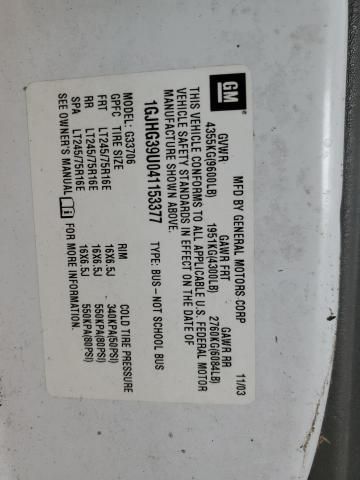 GM
MFD BY GENERAL MOTORS CORP 11/03
GVWR GAWR FRT GAWR RR
4355KG(9600LB) 1951KG(4300LB) 2760KG(6084LB)
THIS VEHICLE CONFORMS TO ALL APPLICABLE U.S. FEDERAL MOTOR
VEHICLE SAFETY STANDARDS IN EFFECT ON THE DATE OF
MANUFACTURE SHOWN ABOVE.
1GJHG39U041153377 TYPE: BUS-NOT SCHOOL BUS
MODEL: G33706
GPFC TIRE SIZE RIM COLD TIRE PRESSURE
FRT LT245/75R16E 16X6.5J 340KPA(50PSI)
RR LT245/75R16E 16X6.5J 550KPA(80PSI)
SPA LT245/75R16E 16X6.5J 550KPA(80PSI)
SEE OWNER'S MANUAL i FOR MORE INFORMATION.